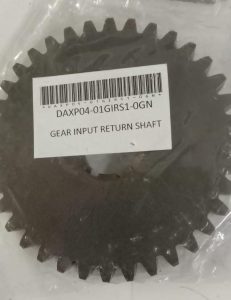 DAXP04-01GIRS1-0GN
GEAR INPUT RETURN SHAFT